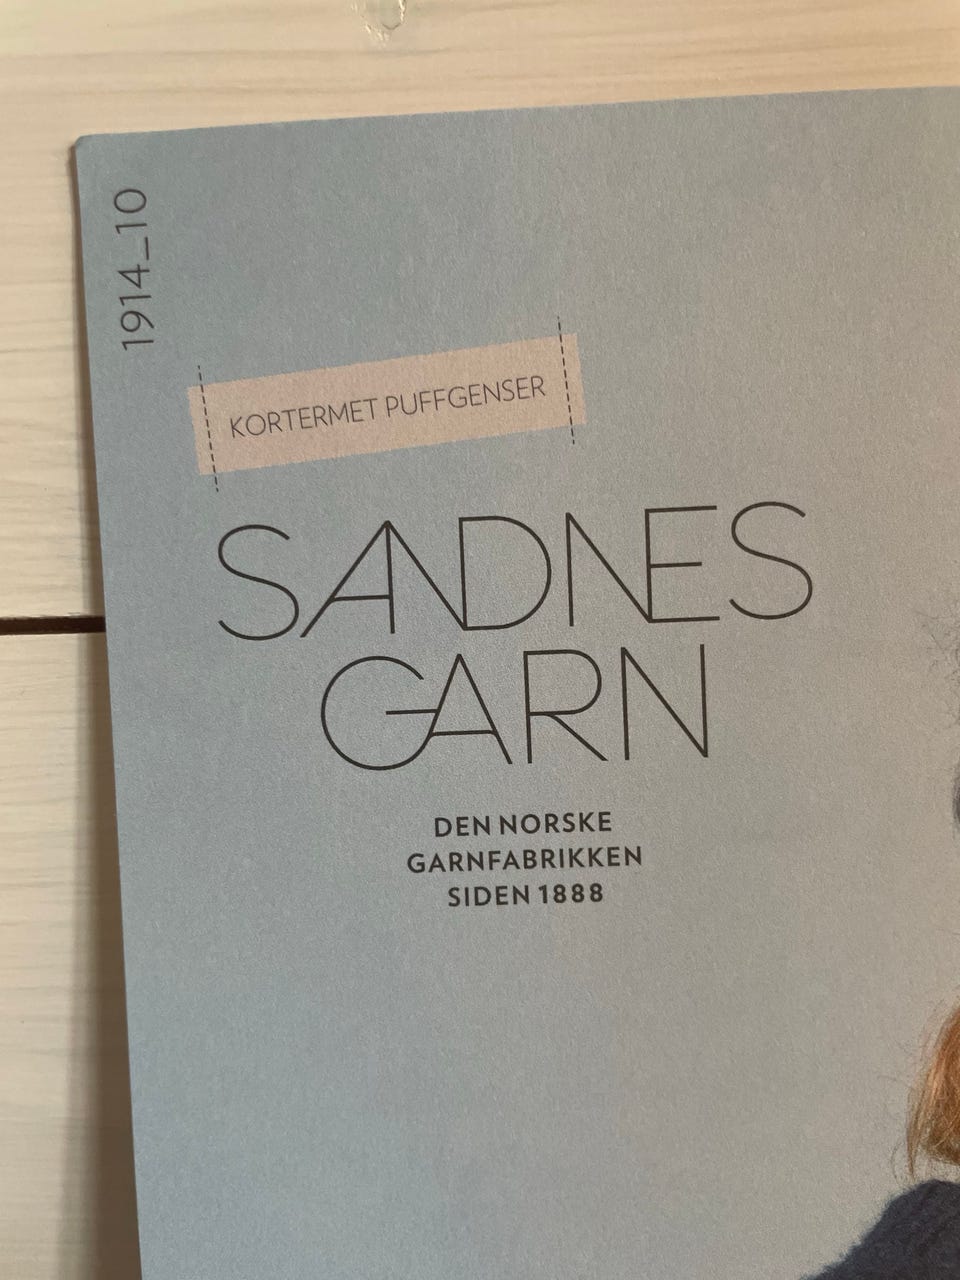 1914_10
KORTERMET PUFFGENSER
SANDNES
GARN
DEN NORSKE
GARNFABRIKKEN
SIDEN 1888